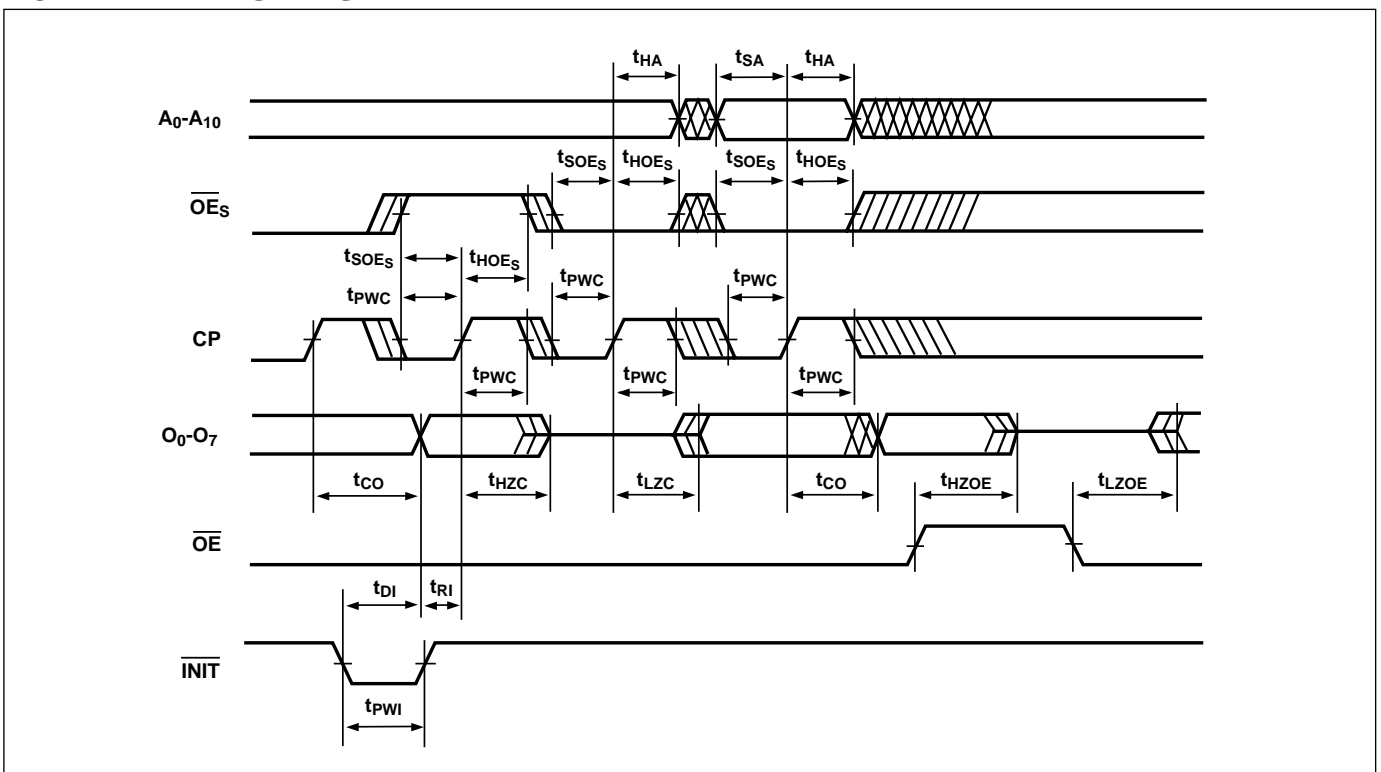 tHA tSA tHA
A0-A10
tSOES tHOES tSOES tHOES
OES
tSOES tHOES
tPWC tPWC tPWC
CP
tPWC tPWC tPWC
O0-O7
tCO tHZC tLZC tCO tHZOE tLZOE
OE
tDI tRI
INIT
tPWI